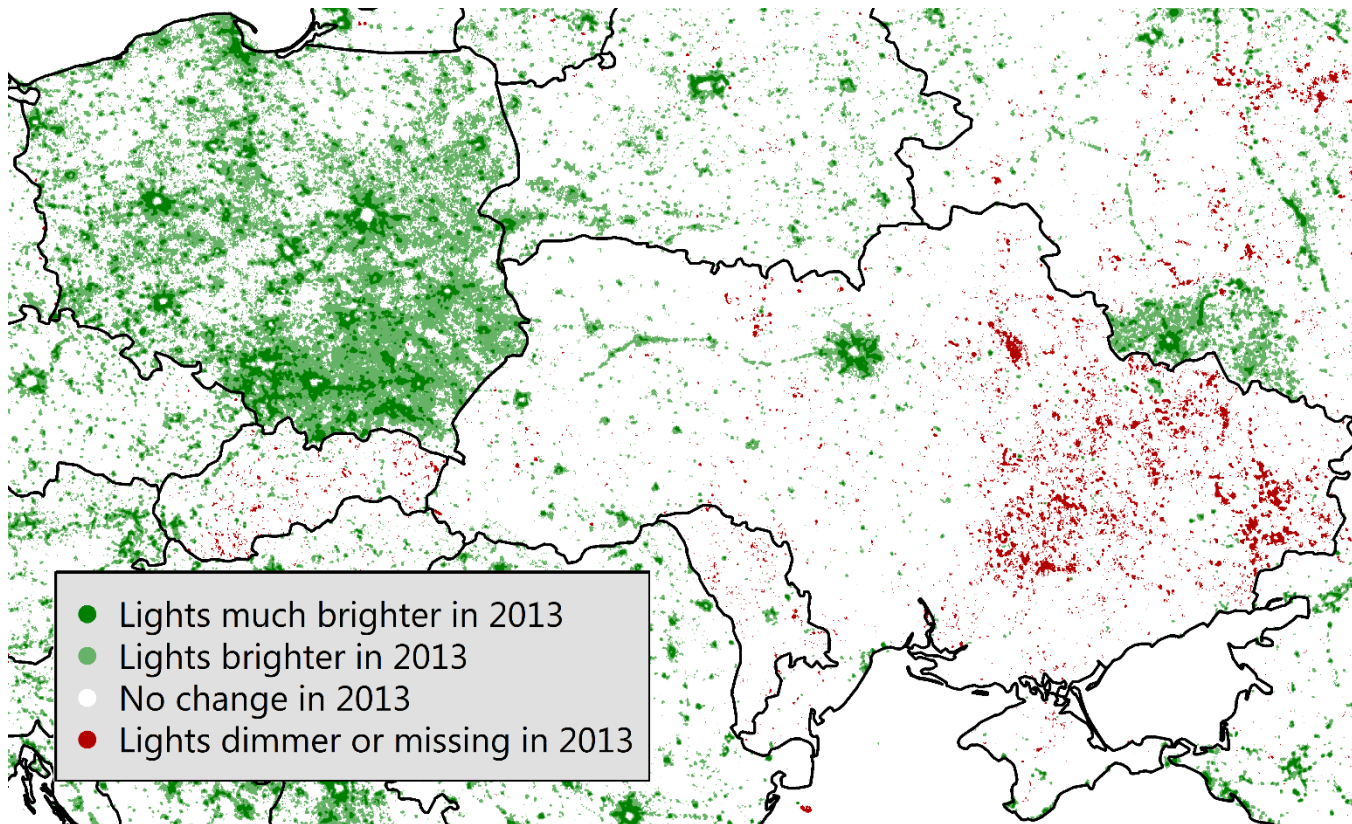 Lights much brighter in 2013
Lights brighter in 2013
No change in 2013
Lights dimmer or missing in 2013